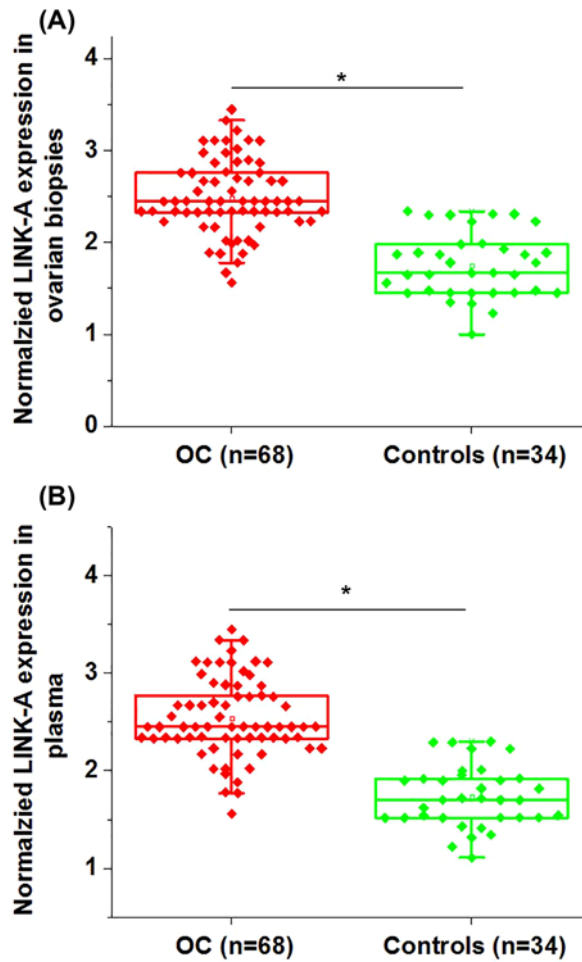 (A)
Normalzied LINK-A expression in
ovarian biopsies
4
3
2
1
0
*
OC (n=68)
Controls (n=34)
(B)
Normalzied LINK-A expression in
plasma
4
3
2
1
*
OC (n=68)
Controls (n=34)